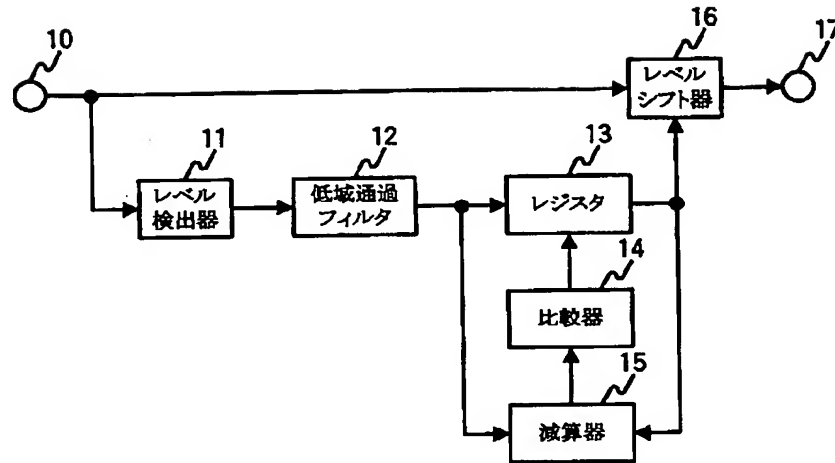 10
16
レベル
シフト器
17
11
レベル
検出器
12
低域通過
フィルタ
13
レジスタ
14
比較器
15
減算器